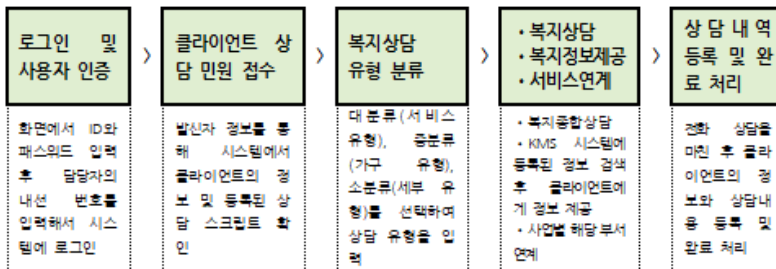 로그인 및
사용자 인증
〉
클라이언트 상
담 민원 접수
〉
복지상담
유형 분류
〉
・복지상담
・복지정보제공
・서비스연계
〉
상 담 내 역
등록 및 완
료 처리
화면에서 ID와
패스워드 입력
후 담당자의
내선 번호를
입력해서 시스
템에 로그인
발신자 정보를 통
해 시스템에서
클라이언트의 정
보 및 등록된 상
담 스크립트 확
인
대분류(서비스
유형), 중분류
(가구 유형),
소분류(세부 유
형)를 선택하여
상담 유형을 입
력
・복지종합상담
・KMS 시스템에
등록된 정보 검색
후 클라이언트에
게 정보 제공
・사업별 해당 부서
연계
전화 상담을
마친 후 클라
이언트의 정
보와 상담내
용 등록 및
완료 처리